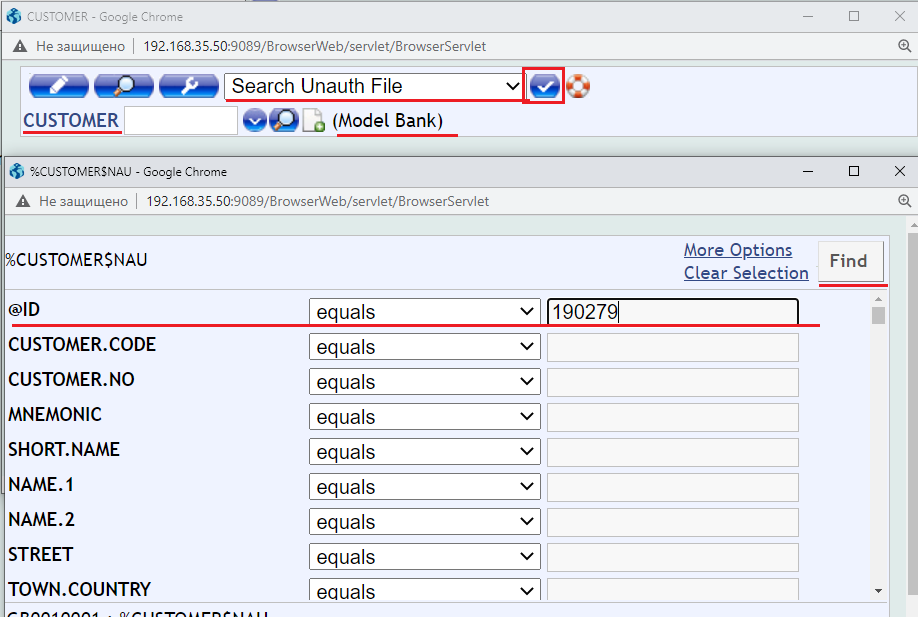 CUSTOMER - Google Chrome
Не защищено 192.168.35.50:9089/BrowserWeb/servlet/BrowserServlet
Search Unauth File
CUSTOMER (Model Bank)
%CUSTOMER$NAU - Google Chrome
Не защищено 192.168.35.50:9089/BrowserWeb/servlet/BrowserServlet
%CUSTOMER$NAU
More Options
Clear Selection
Find
@ID equals 190279
CUSTOMER.CODE equals
CUSTOMER.NO equals
MNEMONIC equals
SHORT.NAME equals
NAME.1 equals
NAME.2 equals
STREET equals
TOWN.COUNTRY equals
GB0010001 : %CUSTOMER$NAU